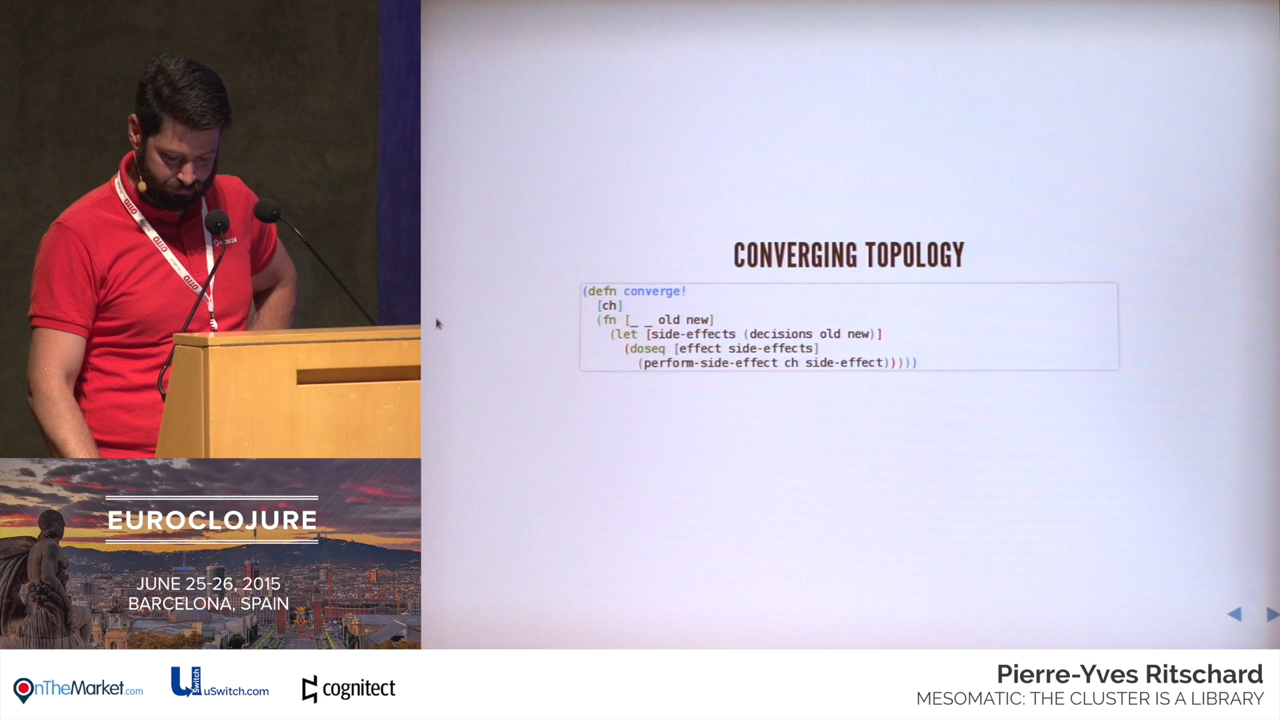 CONVERGING TOPOLOGY
(defn converge!
[ch]
(fn [_ _ old new]
(let [side-effects (decisions old new)]
(doseq [effect side-effects]
(perform-side-effect ch side-effect)))))
EUROCLOJURE
JUNE 25-26, 2015
BARCELONA, SPAIN
OnTheMarket.com
uSwitch
uSwitch.com
cognitect
Pierre-Yves Ritschard
MESOMATIC: THE CLUSTER IS A LIBRARY